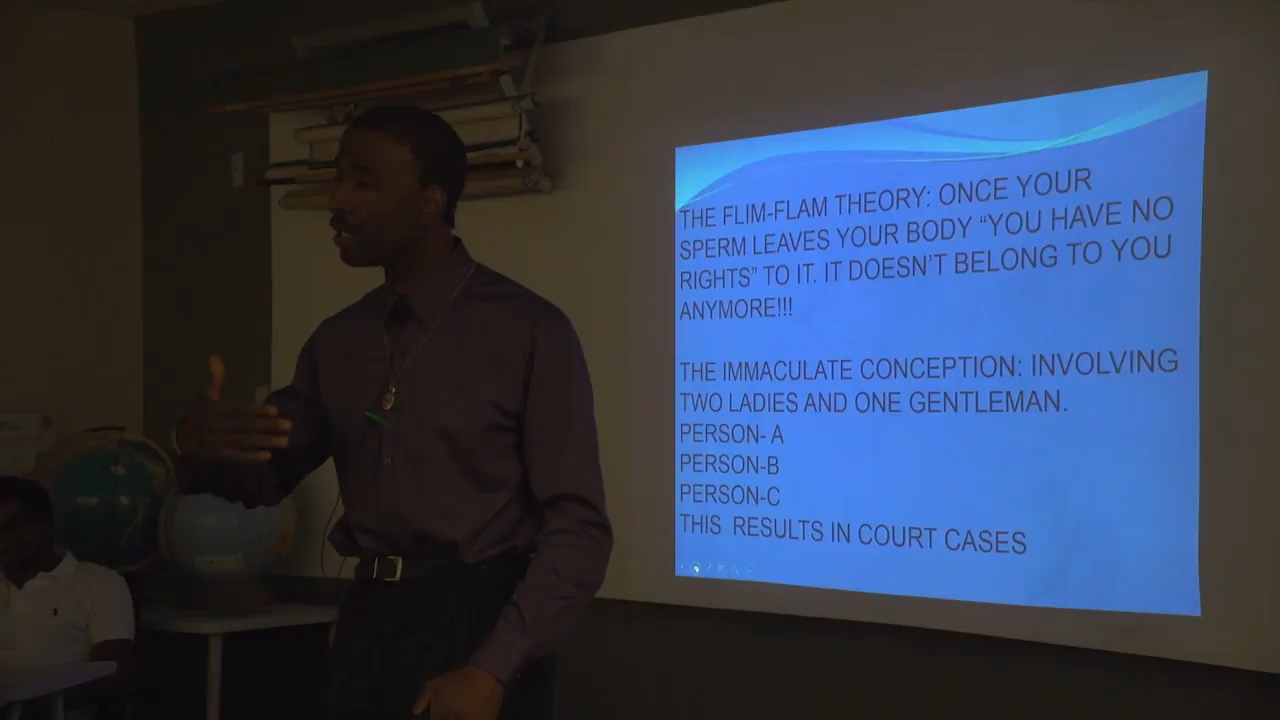 THE FLIM-FLAM THEORY: ONCE YOUR
SPERM LEAVES YOUR BODY “YOU HAVE NO
RIGHTS” TO IT. IT DOESN’T BELONG TO YOU
ANYMORE!!!
THE IMMACULATE CONCEPTION: INVOLVING
TWO LADIES AND ONE GENTLEMAN.
PERSON- A
PERSON-B
PERSON-C
THIS RESULTS IN COURT CASES